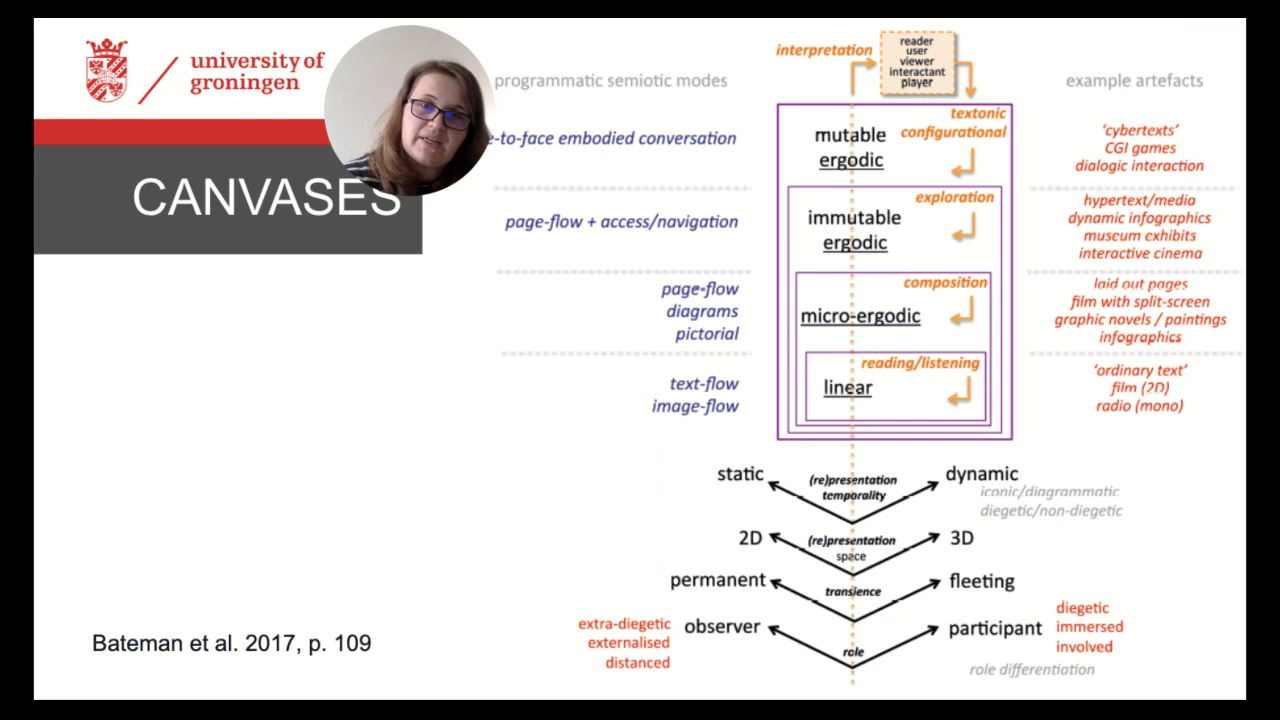 university of
groningen
CANVASES
programmatic semiotic modes
interpretation
reader
user
viewer
interactant
player
example artefacts
e-to-face embodied conversation
mutable
ergodic
textonic
configurational
'cybertexts'
CGI games
dialogic interaction
page-flow + access/navigation
immutable
ergodic
exploration
hypertext/media
dynamic infographics
museum exhibits
interactive cinema
page-flow
diagrams
pictorial
micro-ergodic
composition
laid out pages
film with split-screen
graphic novels / paintings
infographics
text-flow
image-flow
linear
reading/listening
'ordinary text'
film (2D)
radio (mono)
static
(re)presentation
temporality
dynamic
iconic/diagrammatic
diegetic/non-diegetic
2D
(re)presentation
space
3D
permanent
transience
fleeting
extra-diegetic
externalised
distanced
observer
role
participant
diegetic
immersed
involved
role differentiation
Bateman et al. 2017, p. 109